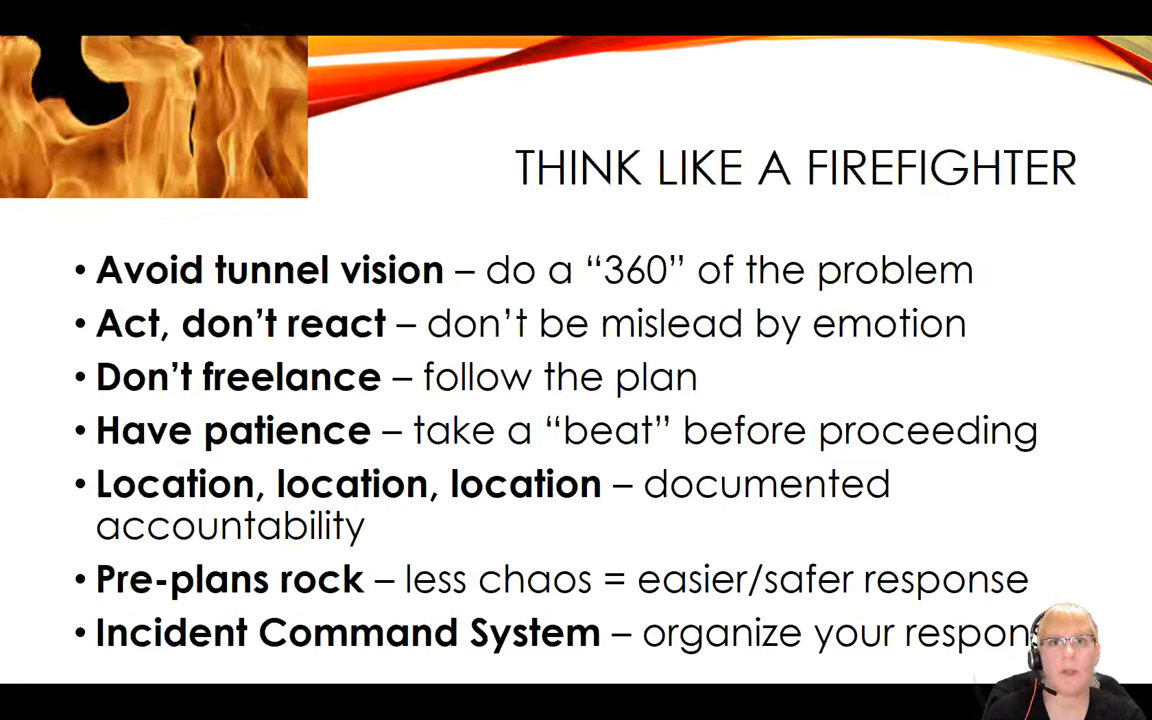 THINK LIKE A FIREFIGHTER
• Avoid tunnel vision – do a “360” of the problem
• Act, don’t react – don’t be mislead by emotion
• Don’t freelance – follow the plan
• Have patience – take a “beat” before proceeding
• Location, location, location – documented
accountability
• Pre-plans rock – less chaos = easier/safer response
• Incident Command System – organize your